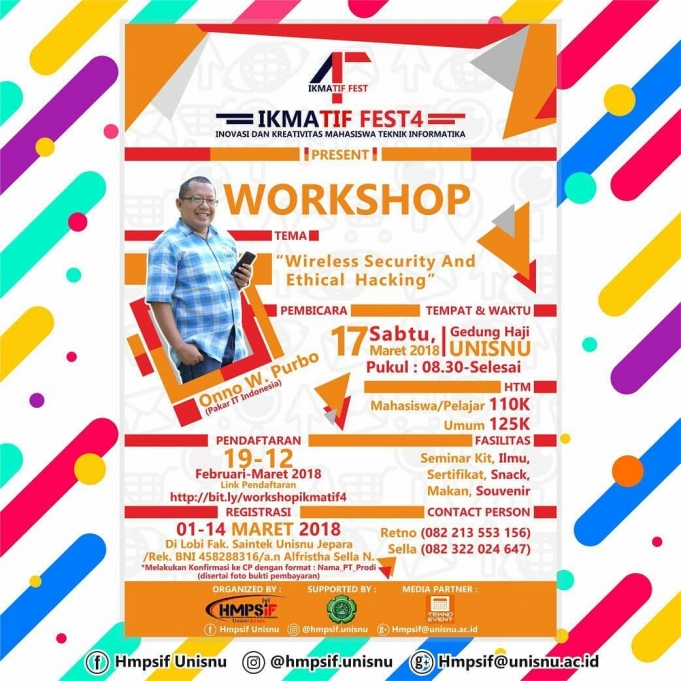 IKMATIF FEST
IKMATIF FEST4
INOVASI DAN KREATIVITAS MAHASISWA TEKNIK INFORMATIKA
PRESENT
WORKSHOP
TEMA
"Wireless Security And
Ethical Hacking"
PEMBICARA
Onno W. Purbo
(Pakar IT Indonesia)
TEMPAT & WAKTU
17 Sabtu,
Maret 2018
Gedung Haji
UNISNU
Pukul : 08.30-Selesai
HTM
Mahasiswa/Pelajar 110K
Umum 125K
PENDAFTARAN
19-12
Februari-Maret 2018
Link Pendaftaran
http://bit.ly/workshopikmatif4
FASILITAS
Seminar Kit, Ilmu,
Sertifikat, Snack,
Makan, Souvenir
REGISTRASI
01-14 MARET 2018
Di Lobi Fak. Saintek Unisnu Jepara
/Rek. BNI 458288316/a.n Alfristha Sella N.
*Melakukan Konfirmasi ke CP dengan format : Nama_PT_Prodi
(disertai foto bukti pembayaran)
CONTACT PERSON
Retno (082 213 553 156)
Sella (082 322 024 647)
ORGANIZED BY :
HMPSIF
UNISNU JEPARA
SUPPORTED BY :
MEDIA PARTNER :
TEKNO
EVENT
Hmpsif Unisnu
@hmpsif.unisnu
Hmpsif@unisnu.ac.id
Hmpsif Unisnu
@hmpsif.unisnu
Hmpsif@unisnu.ac.id